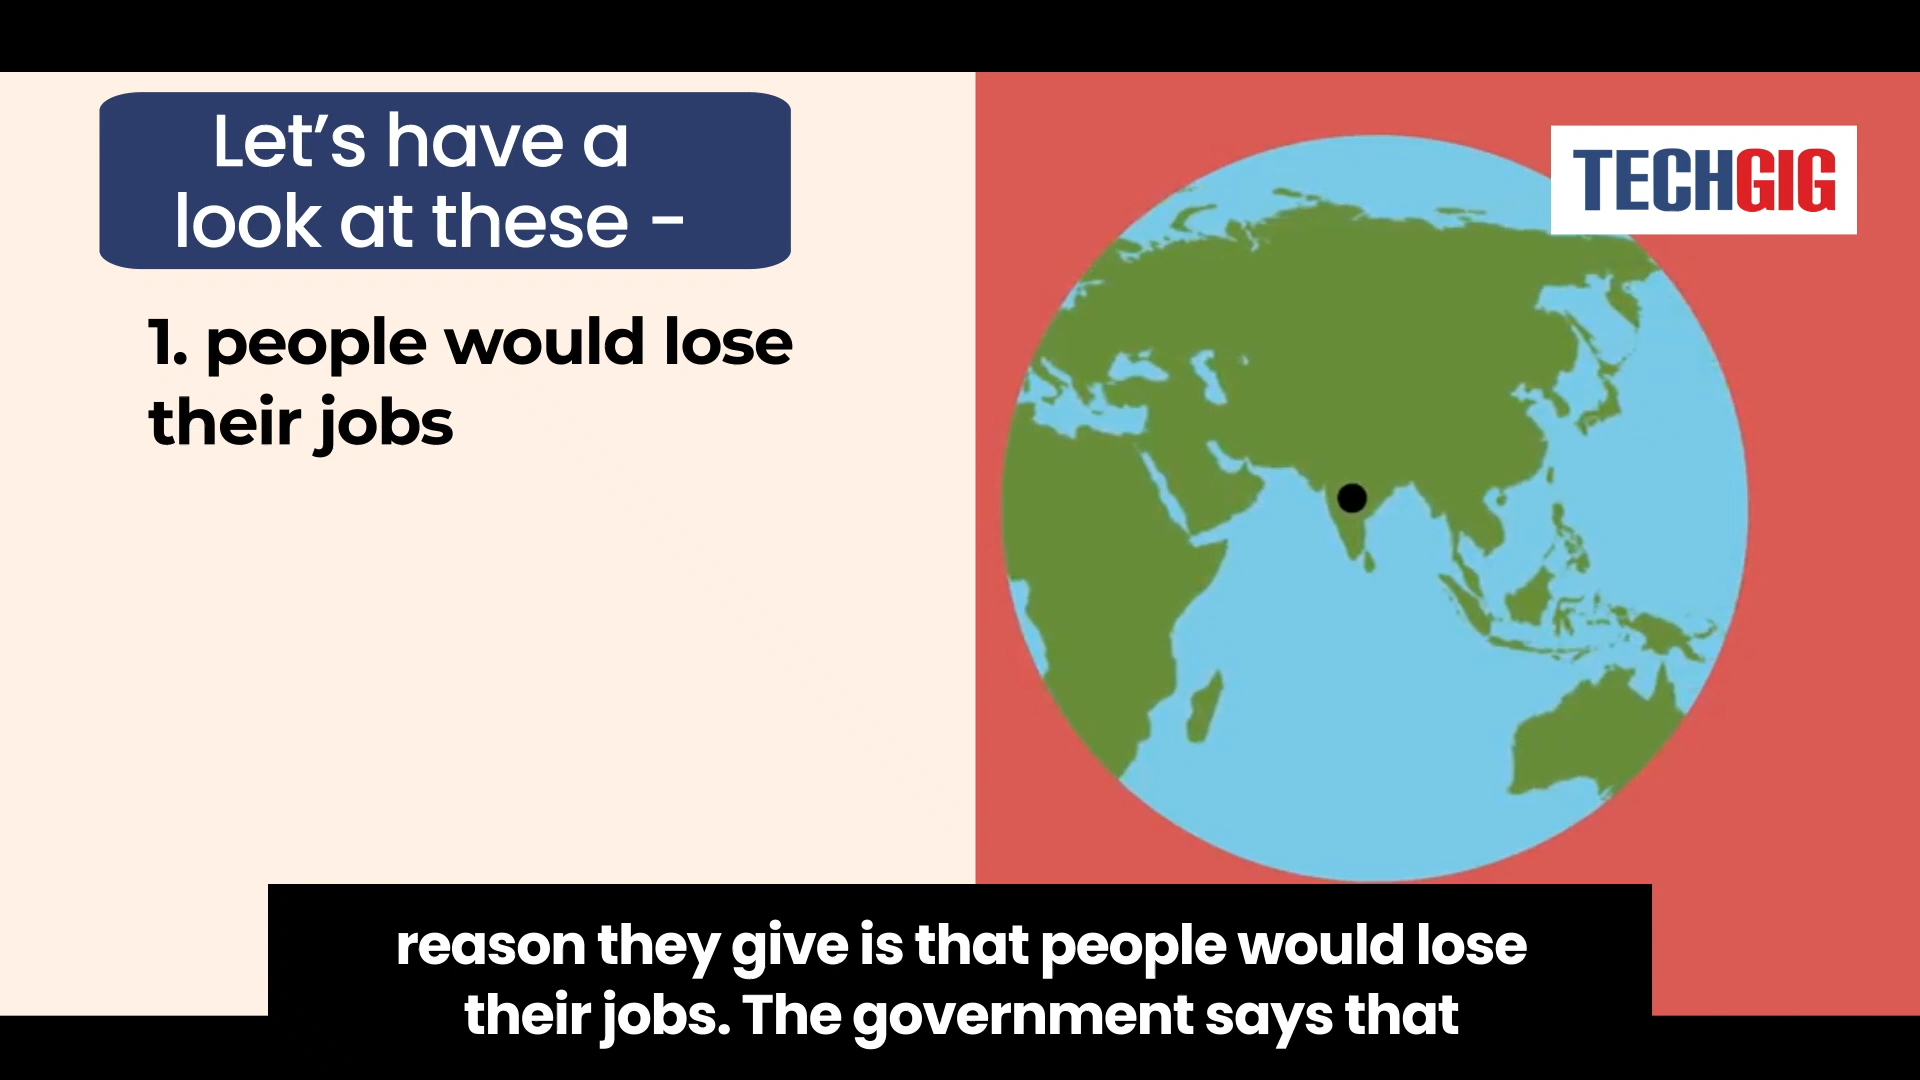 Let’s have a
look at these -
TECHGIG
1. people would lose
their jobs
reason they give is that people would lose
their jobs. The government says that